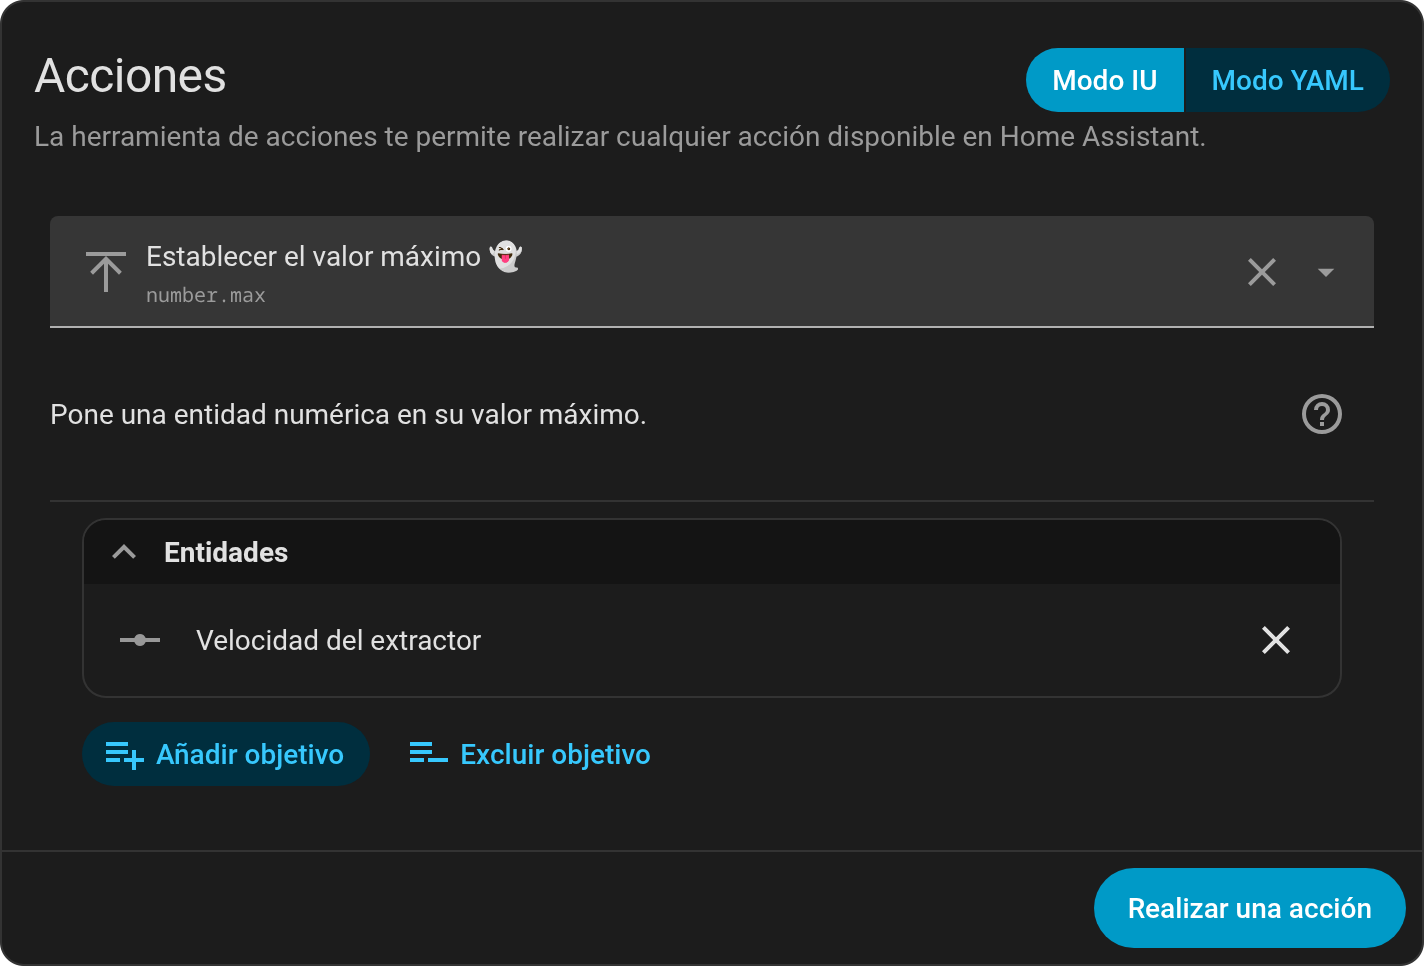 Acciones
Modo IU
Modo YAML
La herramienta de acciones te permite realizar cualquier acción disponible en Home Assistant.
Establecer el valor máximo 👻
number.max
Pone una entidad numérica en su valor máximo.
Entidades
Velocidad del extractor
Añadir objetivo
Excluir objetivo
Realizar una acción